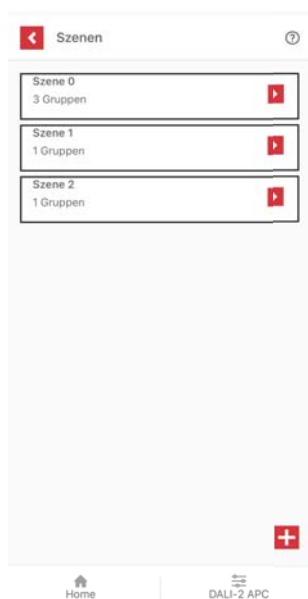 Szenen
Szene 0
3 Gruppen
Szene 1
1 Gruppen
Szene 2
1 Gruppen
Home
DALI-2 APC